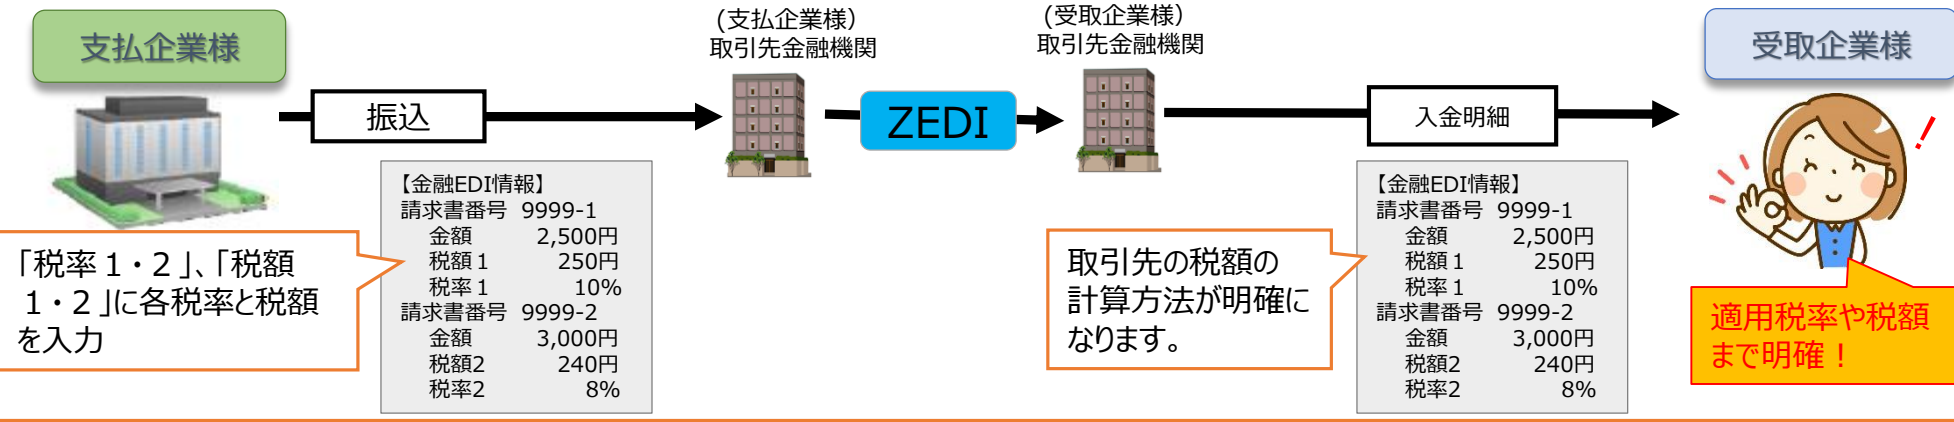 支払企業様
振込
【金融EDI情報】
請求書番号 9999-1
金額 2,500円
税額1 250円
税率1 10%
請求書番号 9999-2
金額 3,000円
税額2 240円
税率2 8%
「税率1・2」、「税額
1・2」に各税率と税額
を入力
(支払企業様)
取引先金融機関
ZEDI
(受取企業様)
取引先金融機関
入金明細
【金融EDI情報】
請求書番号 9999-1
金額 2,500円
税額1 250円
税率1 10%
請求書番号 9999-2
金額 3,000円
税額2 240円
税率2 8%
取引先の税額の
計算方法が明確に
なります。
受取企業様
!
適用税率や税額
まで明確！